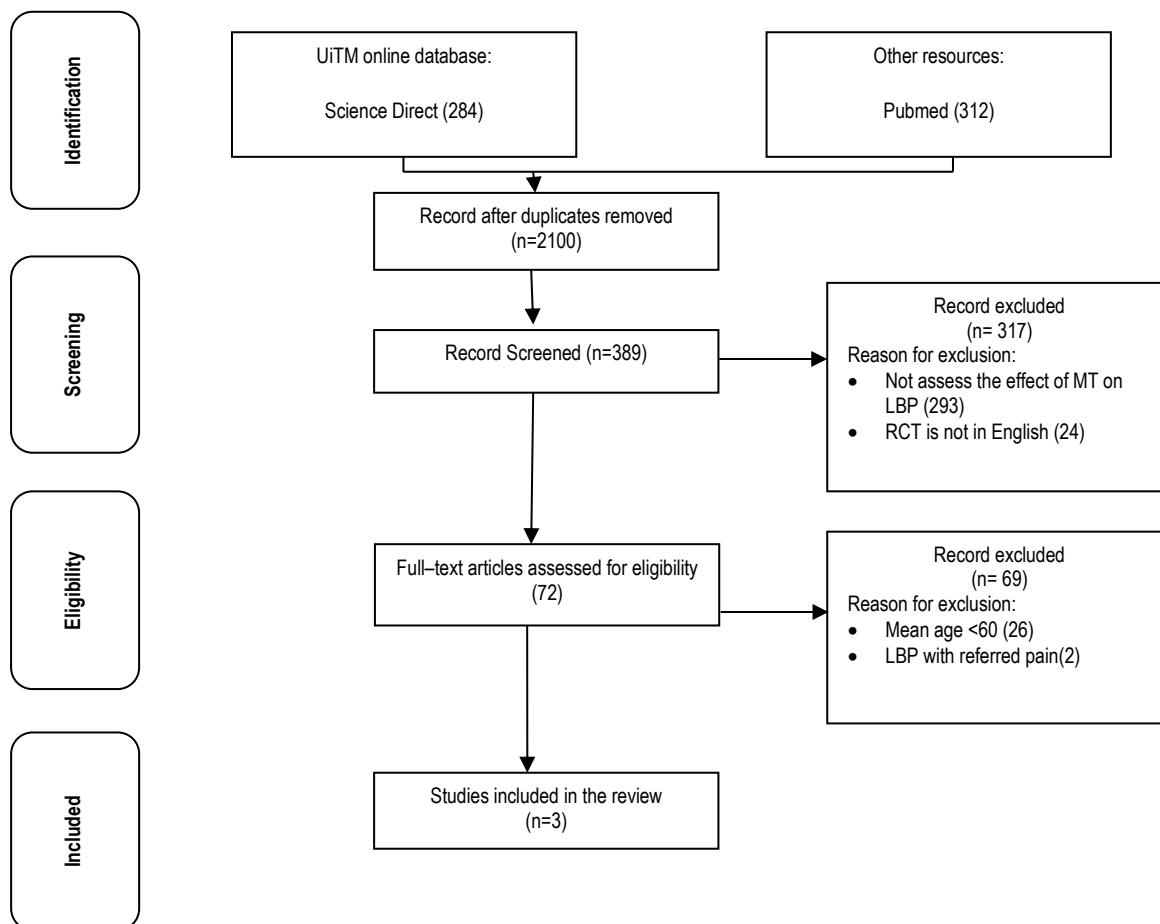 Identification
UiTM online database:
Science Direct (284)
Other resources:
Pubmed (312)
Record after duplicates removed
(n=2100)
Screening
Record Screened (n=389)
Record excluded
(n= 317)
Reason for exclusion:
• Not assess the effect of MT on
LBP (293)
• RCT is not in English (24)
Eligibility
Full–text articles assessed for eligibility
(72)
Record excluded
(n= 69)
Reason for exclusion:
• Mean age <60 (26)
• LBP with referred pain(2)
Included
Studies included in the review
(n=3)